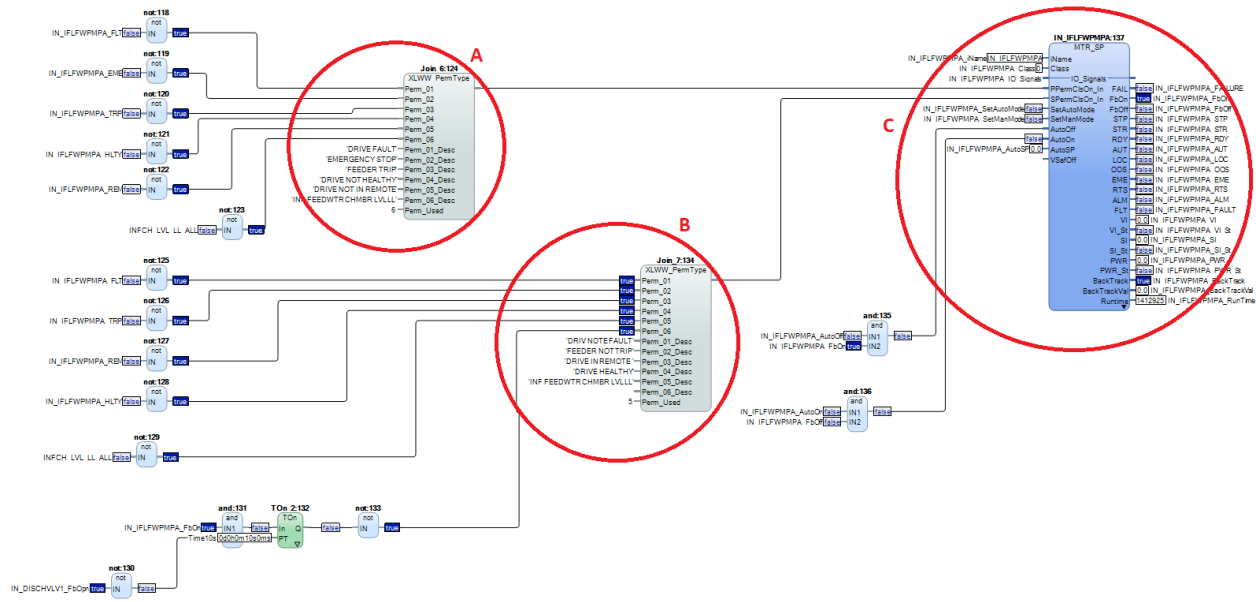 not:118
not
IN_IFLFWPMPA_FLT false IN true
not:119
not
IN_IFLFWPMPA_EME false IN true
not:120
not
IN_IFLFWPMPA_TRP false IN true
not:121
not
IN_IFLFWPMPA_HLTY false IN true
not:122
not
IN_IFLFWPMPA_REM false IN true
not:123
not
INFCH_LVL_LL_ALL false IN true
A
Join_6:124
XLWW_PermType
Perm_01 Perm_01
Perm_02
Perm_03
Perm_04
Perm_05
Perm_06
'DRIVE FAULT' Perm_01_Desc
'EMERGENCY STOP' Perm_02_Desc
'FEEDER TRIP' Perm_03_Desc
'DRIVE NOT HEALTHY' Perm_04_Desc
'DRIVE NOT IN REMOTE' Perm_05_Desc
'INF FEEDWTR CHMBR LVLLL' Perm_06_Desc
6 Perm_Used
not:125
not
IN_IFLFWPMPA_FLT false IN true
not:126
not
IN_IFLFWPMPA_TRP false IN true
not:127
not
IN_IFLFWPMPA_REM false IN true
not:128
not
IN_IFLFWPMPA_HLTY false IN true
not:129
not
INFCH_LVL_LL_ALL false IN true
B
Join_7:134
XLWW_PermType
true Perm_01 Perm_01
true Perm_02
true Perm_03
true Perm_04
true Perm_05
true Perm_06
'DRIV NOTE FAULT' Perm_01_Desc
'FEEDER NOT TRIP' Perm_02_Desc
'DRIVE IN REMOTE' Perm_03_Desc
'DRIVE HEALTHY' Perm_04_Desc
'INF FEEDWTR CHMBR LVLLL' Perm_05_Desc
Perm_06_Desc
5 Perm_Used
and:131
and
IN_IFLFWPMPA_FbOn true IN1 false
TOn_2:132
TOn
In Q false
Time10s 0d0h0m10s0ms PT
not:133
not
IN true
not:130
not
IN_DISCHVLV1_FbOpn true IN false
and:135
and
IN_IFLFWPMPA_AutoOff false IN1 false
IN_IFLFWPMPA_FbOn true IN2
and:136
and
IN_IFLFWPMPA_AutoOn false IN1 false
IN_IFLFWPMPA_FbOff false IN2
C
IN_IFLFWPMPA:137
MTR_SP
IN_IFLFWPMPA_iName IN_IFLFWPMPA iName
IN_IFLFWPMPA_Class 0 Class
IN_IFLFWPMPA_IO_Signals IO_Signals
PPermClsOn_In FAIL false IN_IFLFWPMPA_FAILURE
SPermClsOn_In FbOn true IN_IFLFWPMPA_FbOn
IN_IFLFWPMPA_SetAutoMode false SetAutoMode FbOff false IN_IFLFWPMPA_FbOff
IN_IFLFWPMPA_SetManMode false SetManMode STP false IN_IFLFWPMPA_STP
false AutoOff STR false IN_IFLFWPMPA_STR
false AutoOn RDY false IN_IFLFWPMPA_RDY
IN_IFLFWPMPA_AutoSP 0.0 AutoSP AUT false IN_IFLFWPMPA_AUT
VSafOff LOC false IN_IFLFWPMPA_LOC
OOS false IN_IFLFWPMPA_OOS
EME false IN_IFLFWPMPA_EME
RTS false IN_IFLFWPMPA_RTS
ALM false IN_IFLFWPMPA_ALM
FLT false IN_IFLFWPMPA_FAULT
VI 0.0 IN_IFLFWPMPA_VI
VI_St false IN_IFLFWPMPA_VI_St
SI 0.0 IN_IFLFWPMPA_SI
SI_St false IN_IFLFWPMPA_SI_St
PWR 0.0 IN_IFLFWPMPA_PWR
PWR_St false IN_IFLFWPMPA_PWR_St
BackTrack true IN_IFLFWPMPA_BackTrack
BackTrackVal 0.0 IN_IFLFWPMPA_BackTrackVal
Runtime 1412925 IN_IFLFWPMPA_RunTime